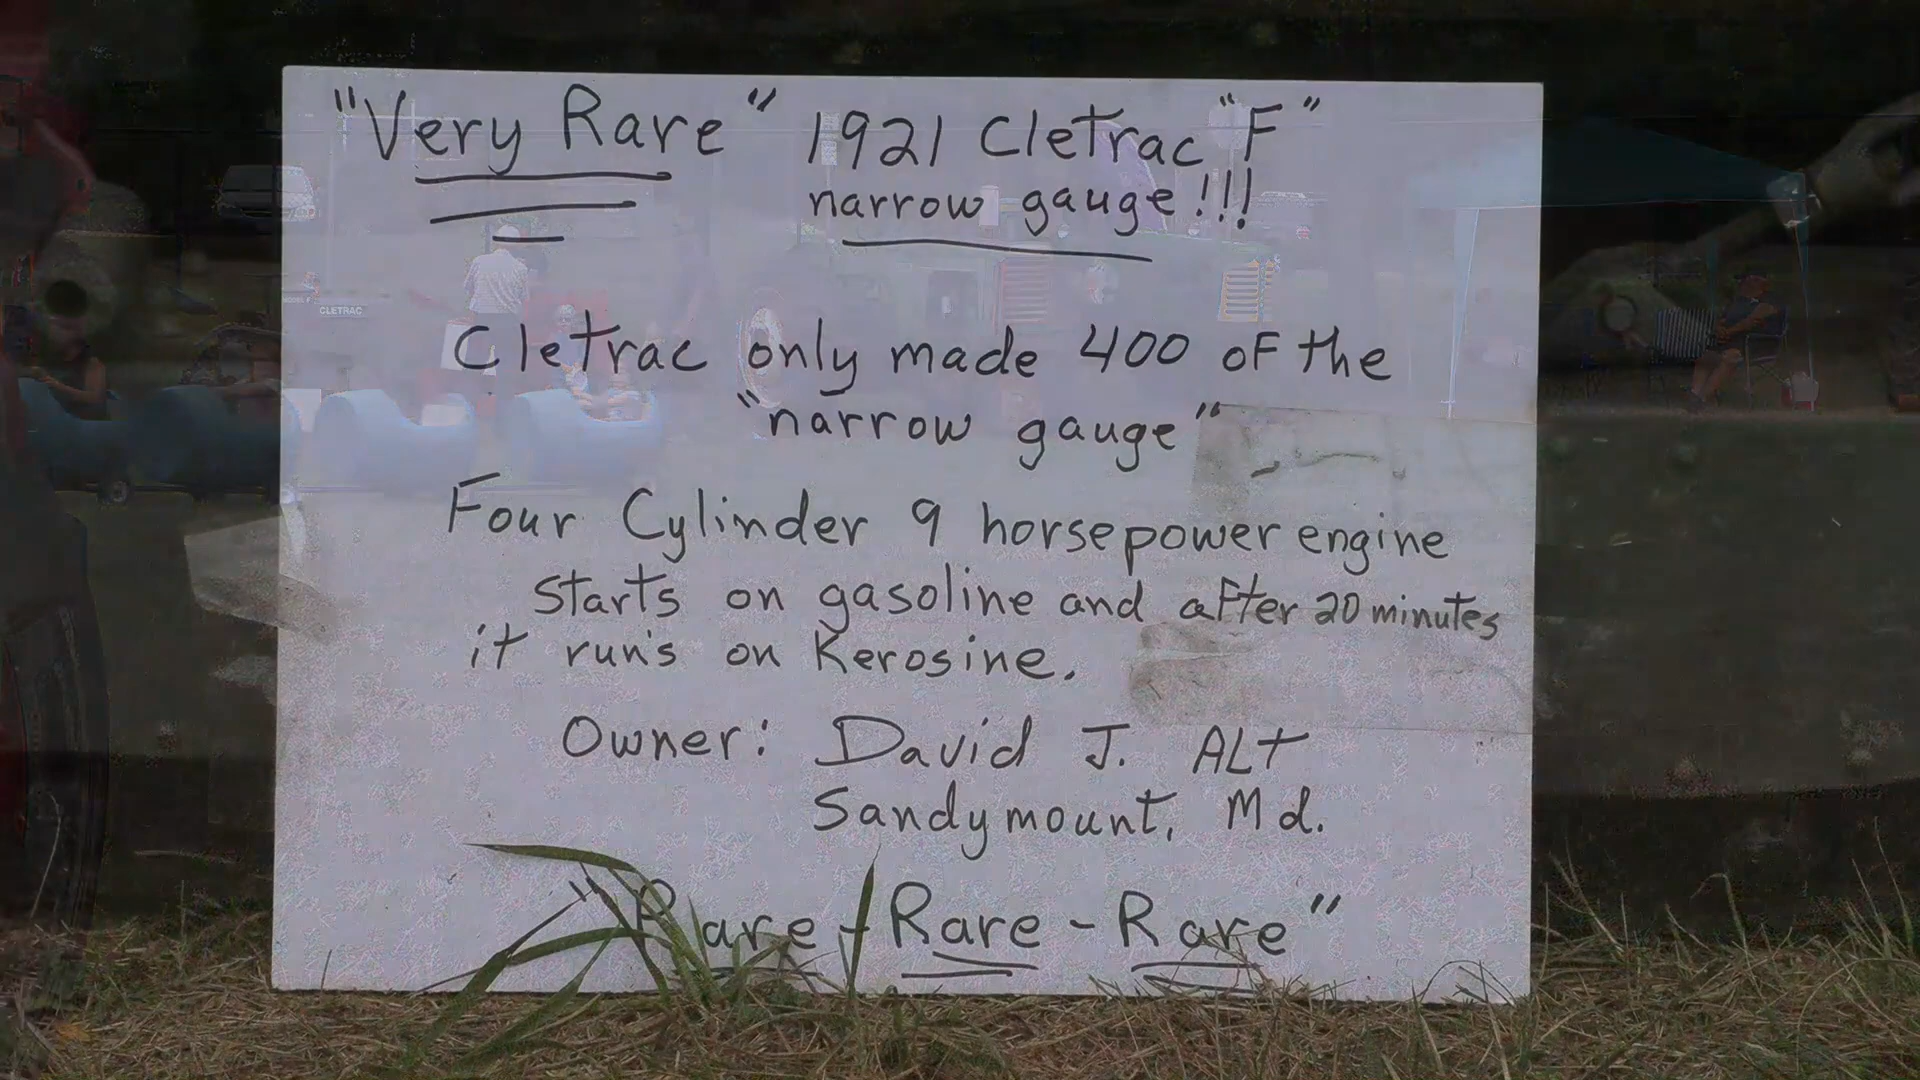 "Very Rare" 1921 Cletrac "F"
narrow gauge!!!
CLETRAC
Cletrac only made 400 of the
"narrow gauge"
Four Cylinder 9 horsepower engine
starts on gasoline and after 20 minutes
it run's on Kerosine.
Owner: David J. Alt
Sandymount, Md.
"Rare-Rare-Rare"